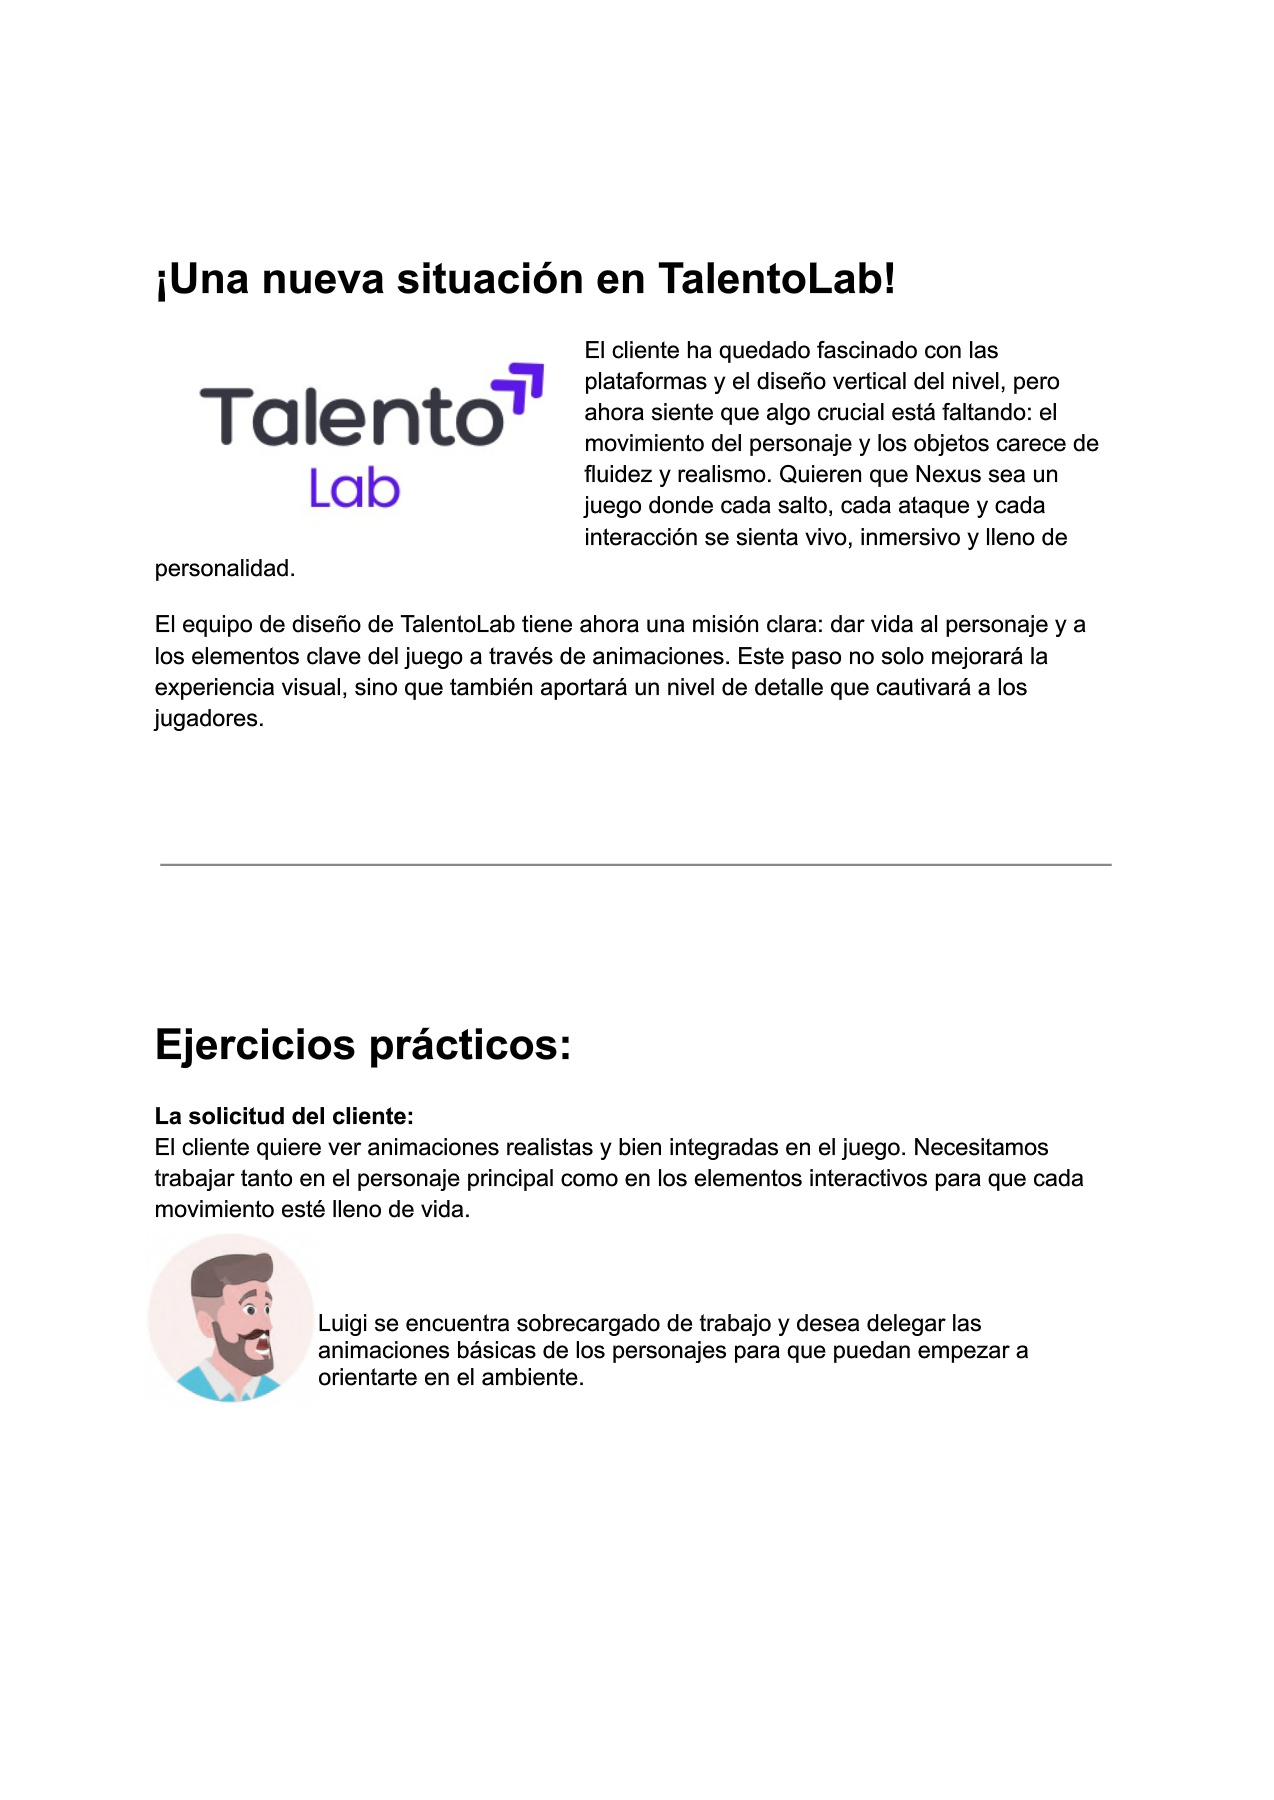 ¡Una nueva situación en TalentoLab!
Talento
Lab
El cliente ha quedado fascinado con las
plataformas y el diseño vertical del nivel, pero
ahora siente que algo crucial está faltando: el
movimiento del personaje y los objetos carece de
fluidez y realismo. Quieren que Nexus sea un
juego donde cada salto, cada ataque y cada
interacción se sienta vivo, inmersivo y lleno de
personalidad.
El equipo de diseño de TalentoLab tiene ahora una misión clara: dar vida al personaje y a
los elementos clave del juego a través de animaciones. Este paso no solo mejorará la
experiencia visual, sino que también aportará un nivel de detalle que cautivará a los
jugadores.
Ejercicios prácticos:
La solicitud del cliente:
El cliente quiere ver animaciones realistas y bien integradas en el juego. Necesitamos
trabajar tanto en el personaje principal como en los elementos interactivos para que cada
movimiento esté lleno de vida.
Luigi se encuentra sobrecargado de trabajo y desea delegar las
animaciones básicas de los personajes para que puedan empezar a
orientarte en el ambiente.